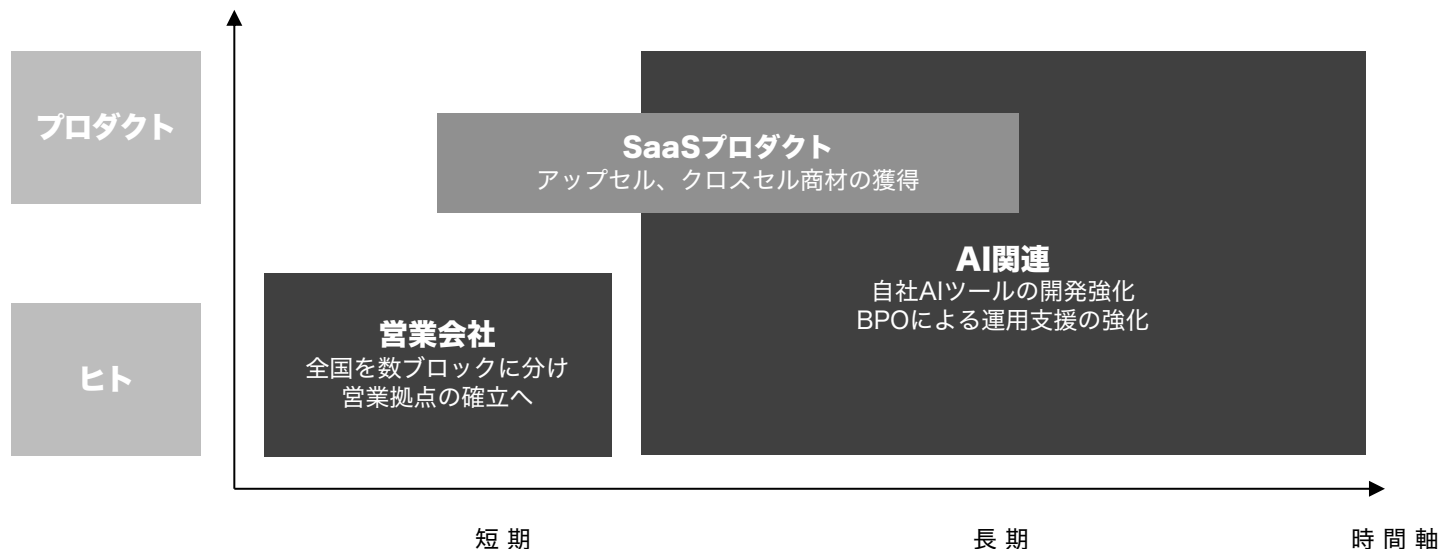 プロダクト
SaaSプロダクト
アップセル、クロスセル商材の獲得
AI関連
自社AIツールの開発強化
BPOによる運用支援の強化
ヒト
営業会社
全国を数ブロックに分け
営業拠点の確立へ
短期
長期
時間軸